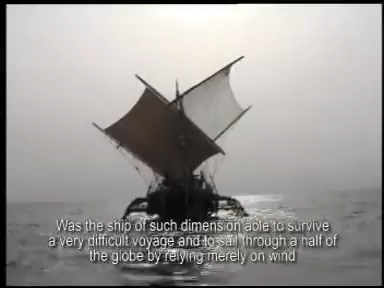 Was the ship of such dimension able to survive
a very difficult voyage and to sail through a half of
the globe by relying merely on wind